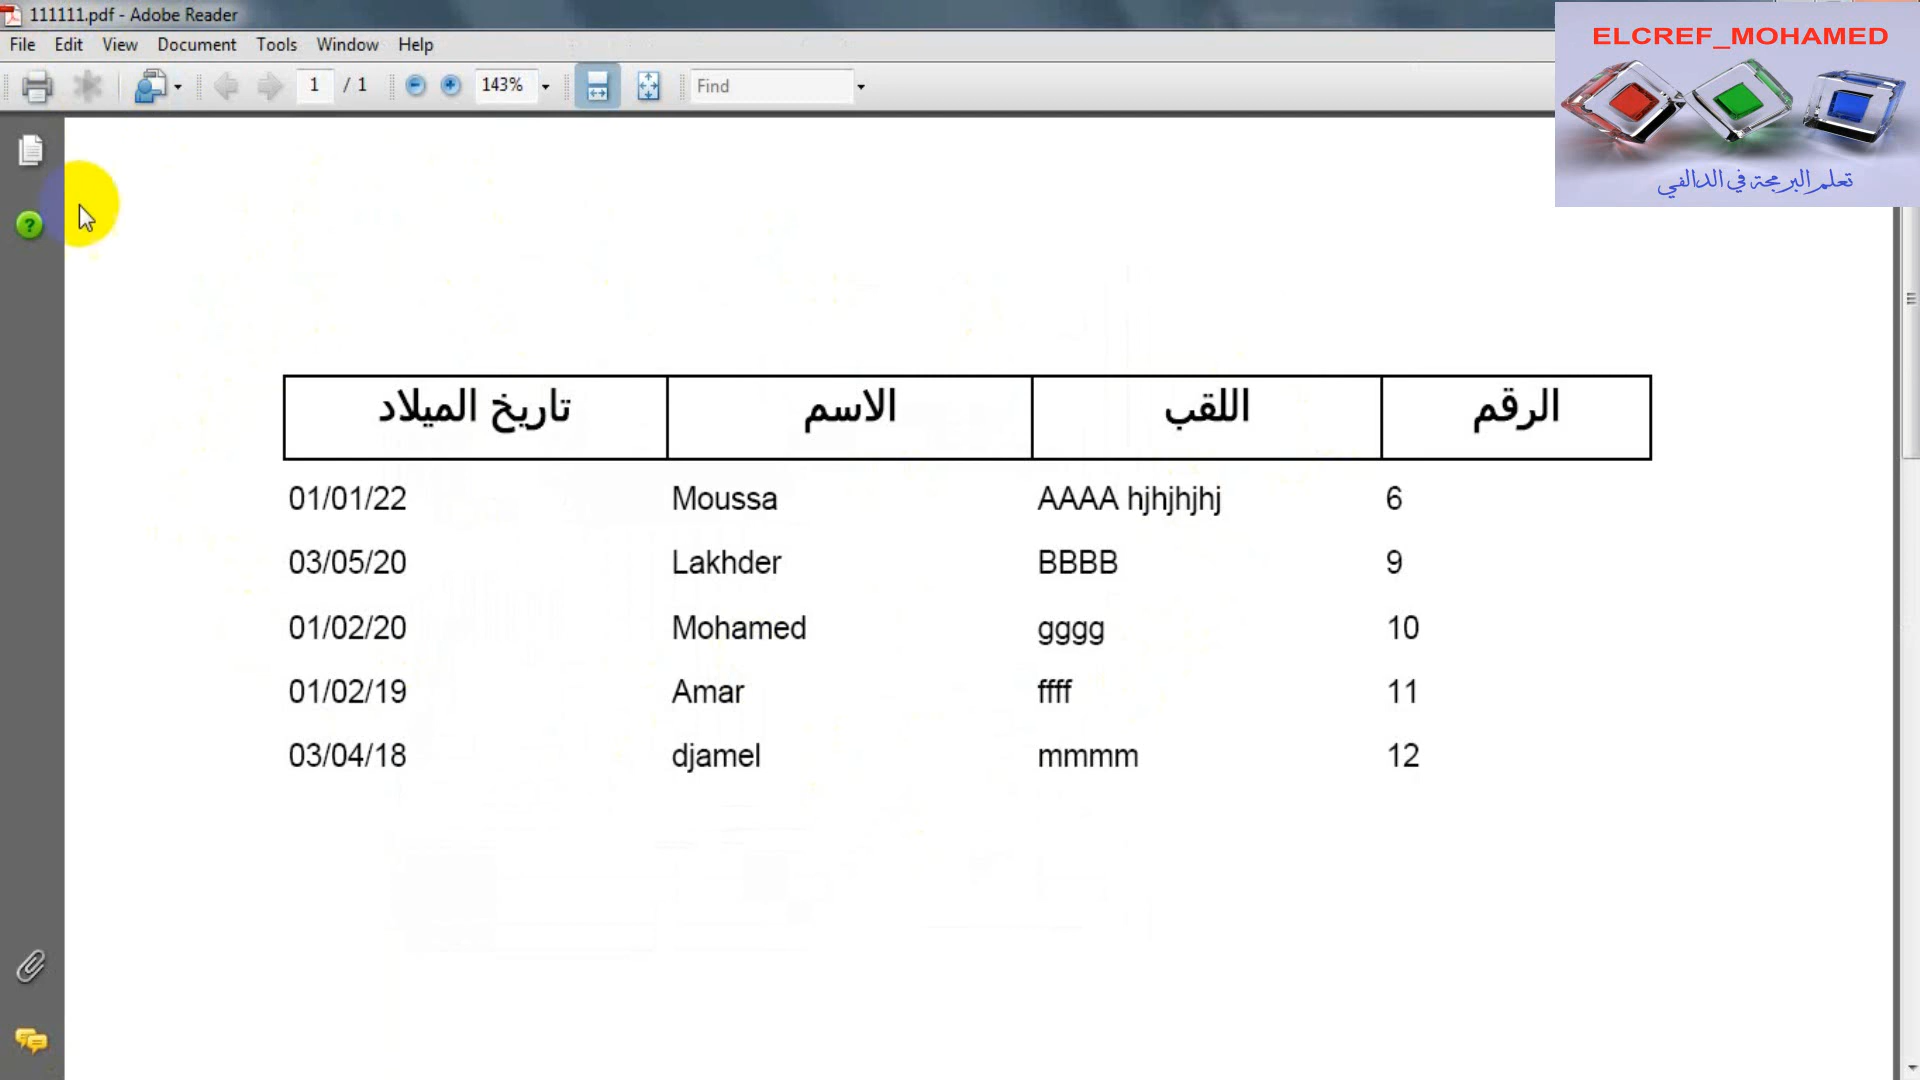 111111.pdf - Adobe Reader
File Edit View Document Tools Window Help
1 / 1 143% Find
ELCREF_MOHAMED
تعلم البرمجة في الدالفي
الرقم اللقب الاسم تاريخ الميلاد
01/01/22 Moussa AAAA hjhjhjhj 6
03/05/20 Lakhder BBBB 9
01/02/20 Mohamed gggg 10
01/02/19 Amar ffff 11
03/04/18 djamel mmmm 12